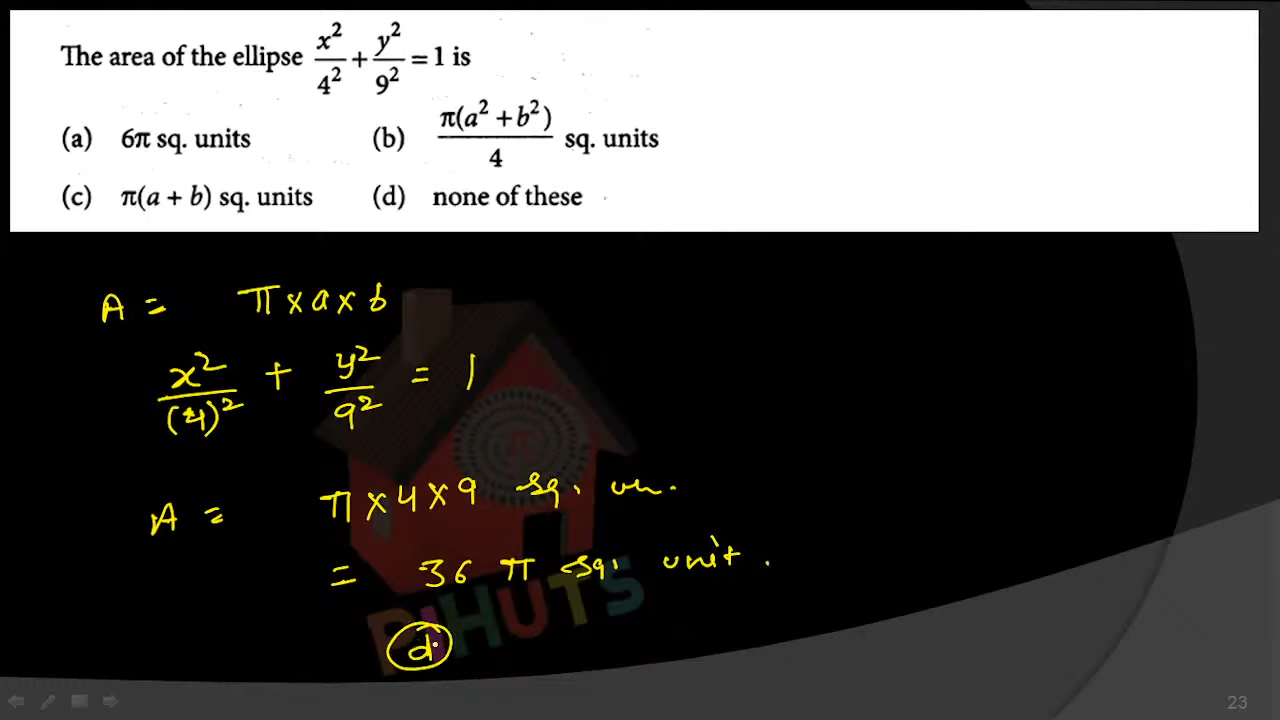 The area of the ellipse x²/4² + y²/9² = 1 is
(a) 6π sq. units (b) π(a² + b²)/4 sq. units
(c) π(a + b) sq. units (d) none of these
A = π × a × b
x²/(4)² + y²/9² = 1
A = π × 4 × 9 sq. un.
= 36 π sq. unit.
PIHUTS
d
23